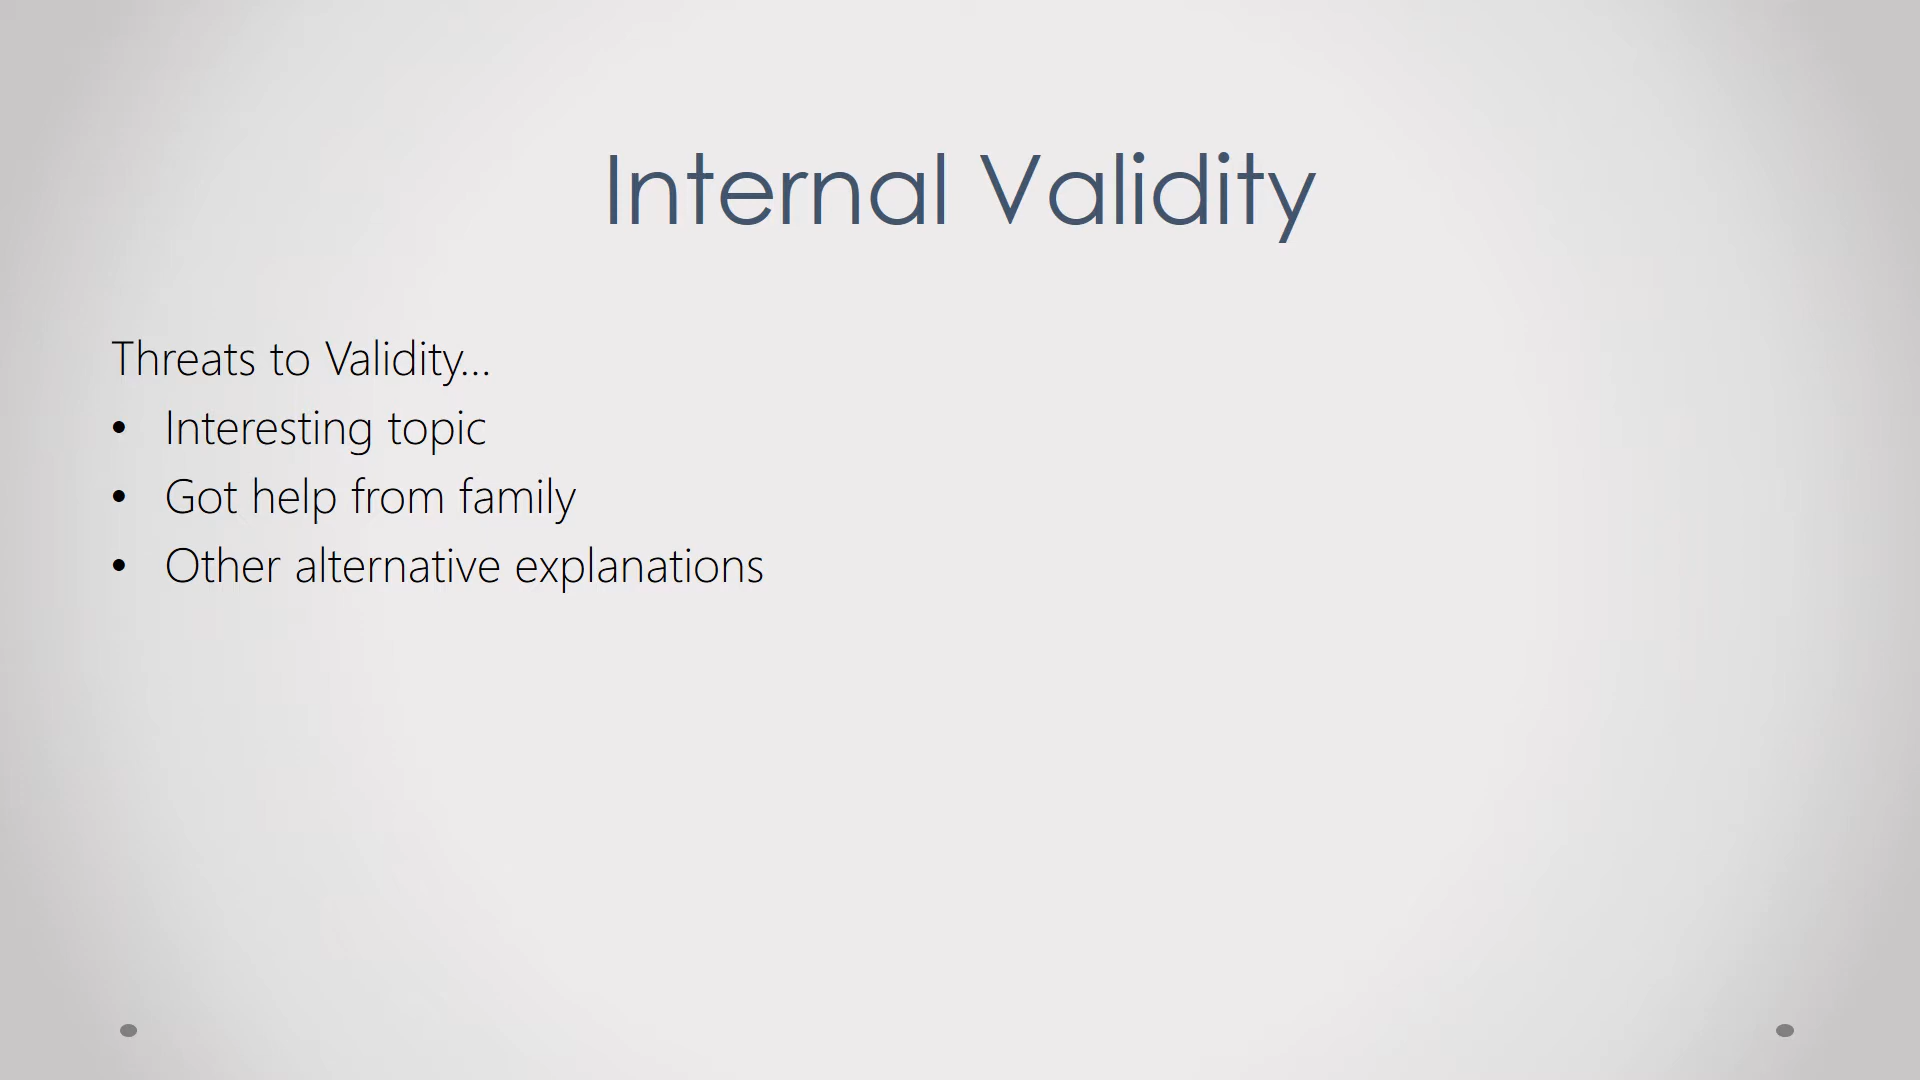 Internal Validity
Threats to Validity...
• Interesting topic
• Got help from family
• Other alternative explanations